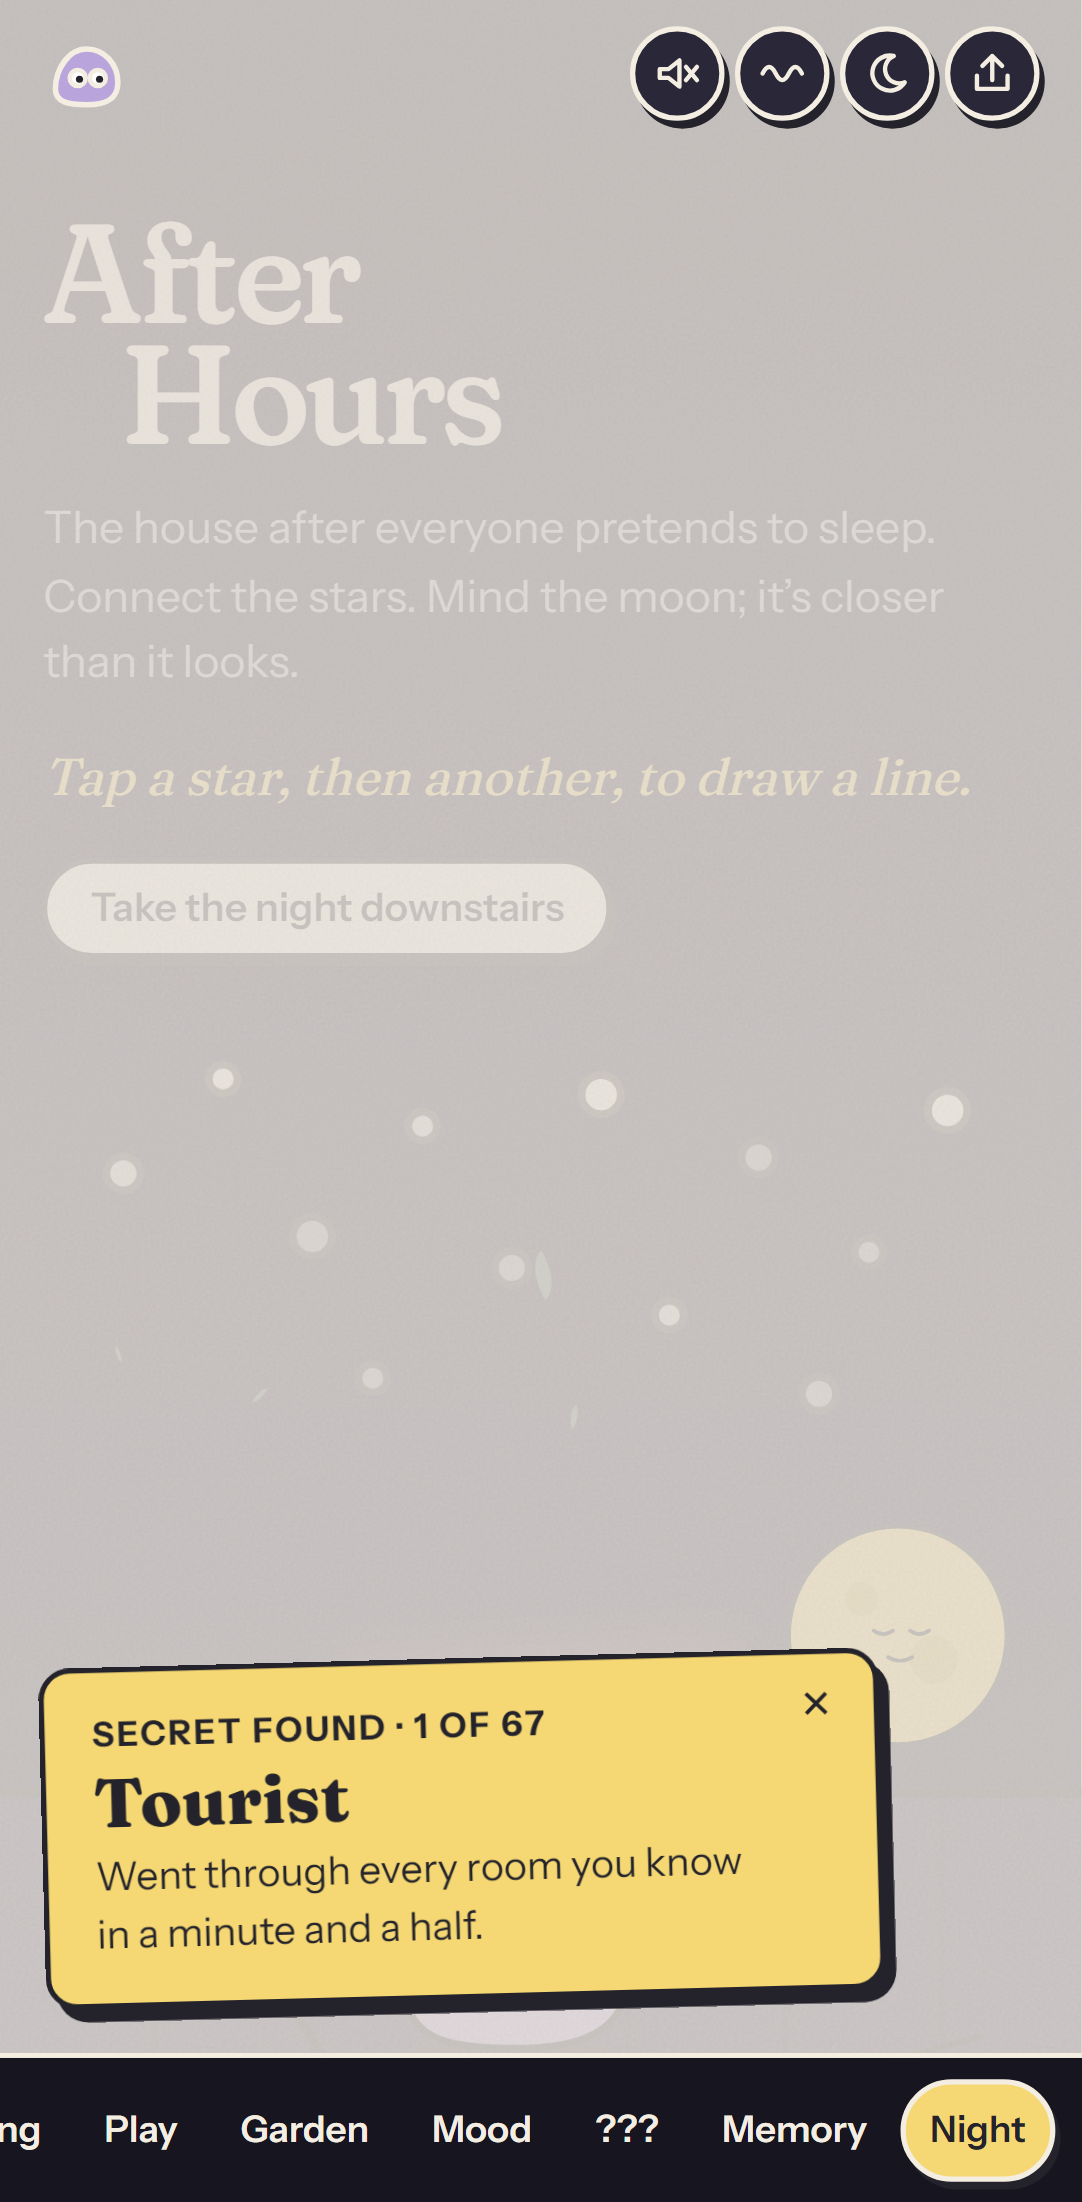 After
Hours
The house after everyone pretends to sleep.
Connect the stars. Mind the moon; it’s closer
than it looks.
Tap a star, then another, to draw a line.
Take the night downstairs
SECRET FOUND · 1 OF 67
Tourist
Went through every room you know
in a minute and a half.
ng Play Garden Mood ??? Memory Night